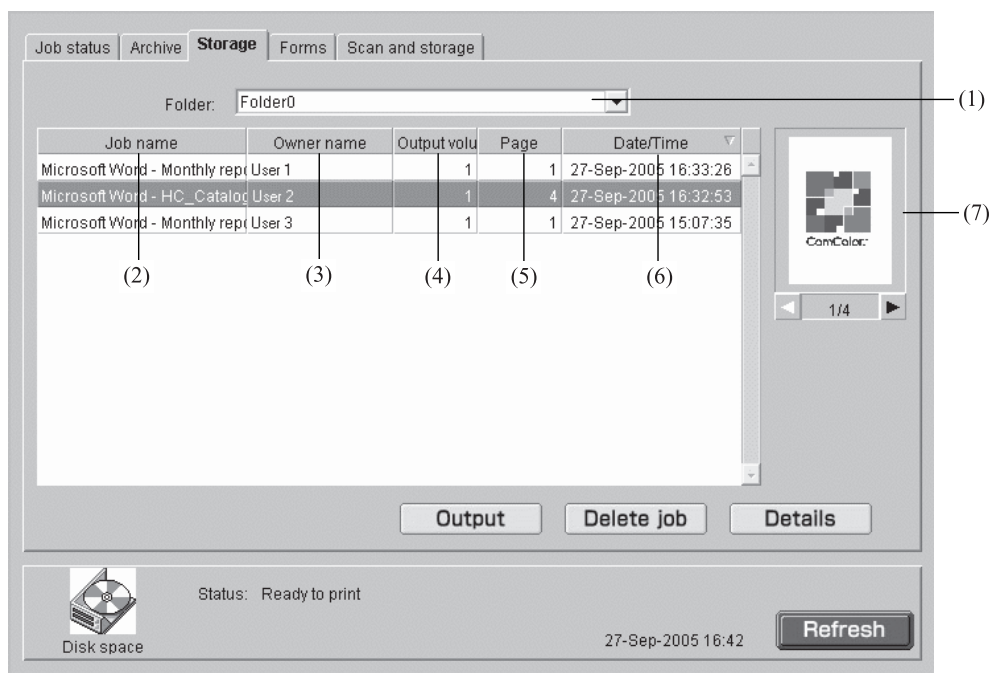 Job status Archive Storage Forms Scan and storage
Folder: Folder0 (1)
Job name Owner name Output volu Page Date/Time
Microsoft Word - Monthly repo User 1 1 1 27-Sep-2005 16:33:26
Microsoft Word - HC_Catalog User 2 1 4 27-Sep-2005 16:32:53
Microsoft Word - Monthly repo User 3 1 1 27-Sep-2005 15:07:35
ComColor.
(7)
(2) (3) (4) (5) (6)
1/4
Output Delete job Details
Status: Ready to print
Disk space
27-Sep-2005 16:42
Refresh